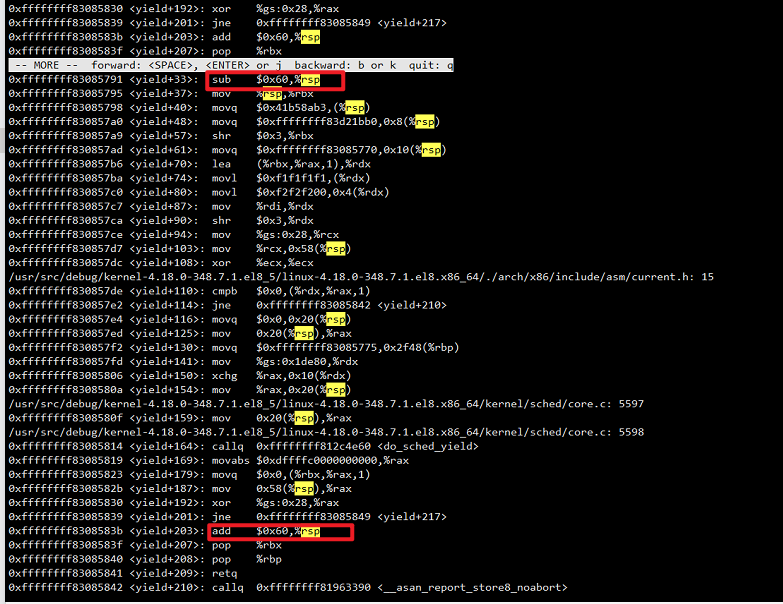 0xffffffff83085830 <yield+192>: xor    %gs:0x28,%rax
0xffffffff83085839 <yield+201>: jne    0xffffffff83085849 <yield+217>
0xffffffff8308583b <yield+203>: add    $0x60,%rsp
0xffffffff8308583f <yield+207>: pop    %rbx
-- MORE --  forward: <SPACE>, <ENTER> or j  backward: b or k  quit: q
0xffffffff83085791 <yield+33>:  sub    $0x60,%rsp
0xffffffff83085795 <yield+37>:  mov    %rsp,%rbx
0xffffffff83085798 <yield+40>:  movq   $0x41b58ab3,(%rsp)
0xffffffff830857a0 <yield+48>:  movq   $0xffffffff83d21bb0,0x8(%rsp)
0xffffffff830857a9 <yield+57>:  shr    $0x3,%rbx
0xffffffff830857ad <yield+61>:  movq   $0xffffffff83085770,0x10(%rsp)
0xffffffff830857b6 <yield+70>:  lea    (%rbx,%rax,1),%rdx
0xffffffff830857ba <yield+74>:  movl   $0xf1f1f1f1,(%rdx)
0xffffffff830857c0 <yield+80>:  movl   $0xf2f2f200,0x4(%rdx)
0xffffffff830857c7 <yield+87>:  mov    %rdi,%rdx
0xffffffff830857ca <yield+90>:  shr    $0x3,%rdx
0xffffffff830857ce <yield+94>:  mov    %gs:0x28,%rcx
0xffffffff830857d7 <yield+103>: mov    %rcx,0x58(%rsp)
0xffffffff830857dc <yield+108>: xor    %ecx,%ecx
/usr/src/debug/kernel-4.18.0-348.7.1.el8_5/linux-4.18.0-348.7.1.el8.x86_64/./arch/x86/include/asm/current.h: 15
0xffffffff830857de <yield+110>: cmpb   $0x0,(%rdx,%rax,1)
0xffffffff830857e2 <yield+114>: jne    0xffffffff83085842 <yield+210>
0xffffffff830857e4 <yield+116>: movq   $0x0,0x20(%rsp)
0xffffffff830857ed <yield+125>: mov    0x20(%rsp),%rax
0xffffffff830857f2 <yield+130>: movq   $0xffffffff83085775,0x2f48(%rbp)
0xffffffff830857fd <yield+141>: mov    %gs:0x1de80,%rdx
0xffffffff83085806 <yield+150>: xchg   %rax,0x10(%rdx)
0xffffffff8308580a <yield+154>: mov    %rax,0x20(%rsp)
/usr/src/debug/kernel-4.18.0-348.7.1.el8_5/linux-4.18.0-348.7.1.el8.x86_64/kernel/sched/core.c: 5597
0xffffffff8308580f <yield+159>: mov    0x20(%rsp),%rax
/usr/src/debug/kernel-4.18.0-348.7.1.el8_5/linux-4.18.0-348.7.1.el8.x86_64/kernel/sched/core.c: 5598
0xffffffff83085814 <yield+164>: callq  0xffffffff812c4e60 <do_sched_yield>
0xffffffff83085819 <yield+169>: movabs $0xdffffc0000000000,%rax
0xffffffff83085823 <yield+179>: movq   $0x0,(%rbx,%rax,1)
0xffffffff8308582b <yield+187>: mov    0x58(%rsp),%rax
0xffffffff83085830 <yield+192>: xor    %gs:0x28,%rax
0xffffffff83085839 <yield+201>: jne    0xffffffff83085849 <yield+217>
0xffffffff8308583b <yield+203>: add    $0x60,%rsp
0xffffffff8308583f <yield+207>: pop    %rbx
0xffffffff83085840 <yield+208>: pop    %rbp
0xffffffff83085841 <yield+209>: retq
0xffffffff83085842 <yield+210>: callq  0xffffffff81963390 <__asan_report_store8_noabort>